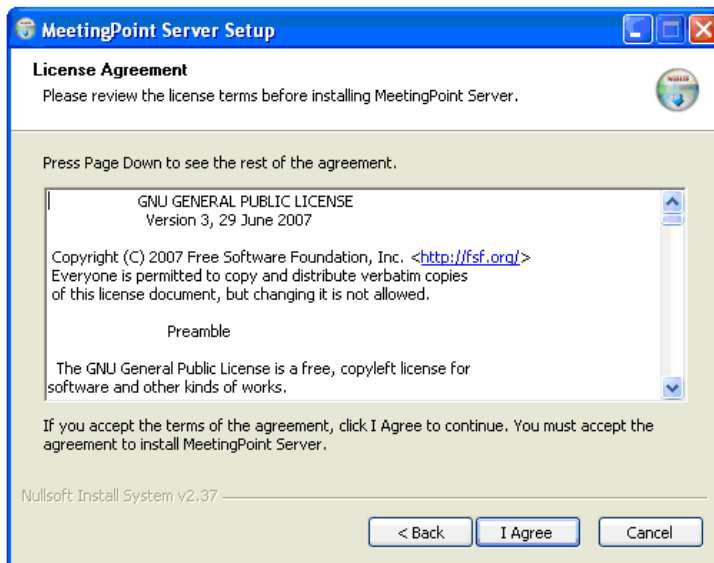 MeetingPoint Server Setup
License Agreement
Please review the license terms before installing MeetingPoint Server.
Press Page Down to see the rest of the agreement.
GNU GENERAL PUBLIC LICENSE
Version 3, 29 June 2007
Copyright (C) 2007 Free Software Foundation, Inc. <http://fsf.org/>
Everyone is permitted to copy and distribute verbatim copies
of this license document, but changing it is not allowed.
Preamble
The GNU General Public License is a free, copyleft license for
software and other kinds of works.
If you accept the terms of the agreement, click I Agree to continue. You must accept the
agreement to install MeetingPoint Server.
Nullsoft Install System v2.37
< Back
I Agree
Cancel